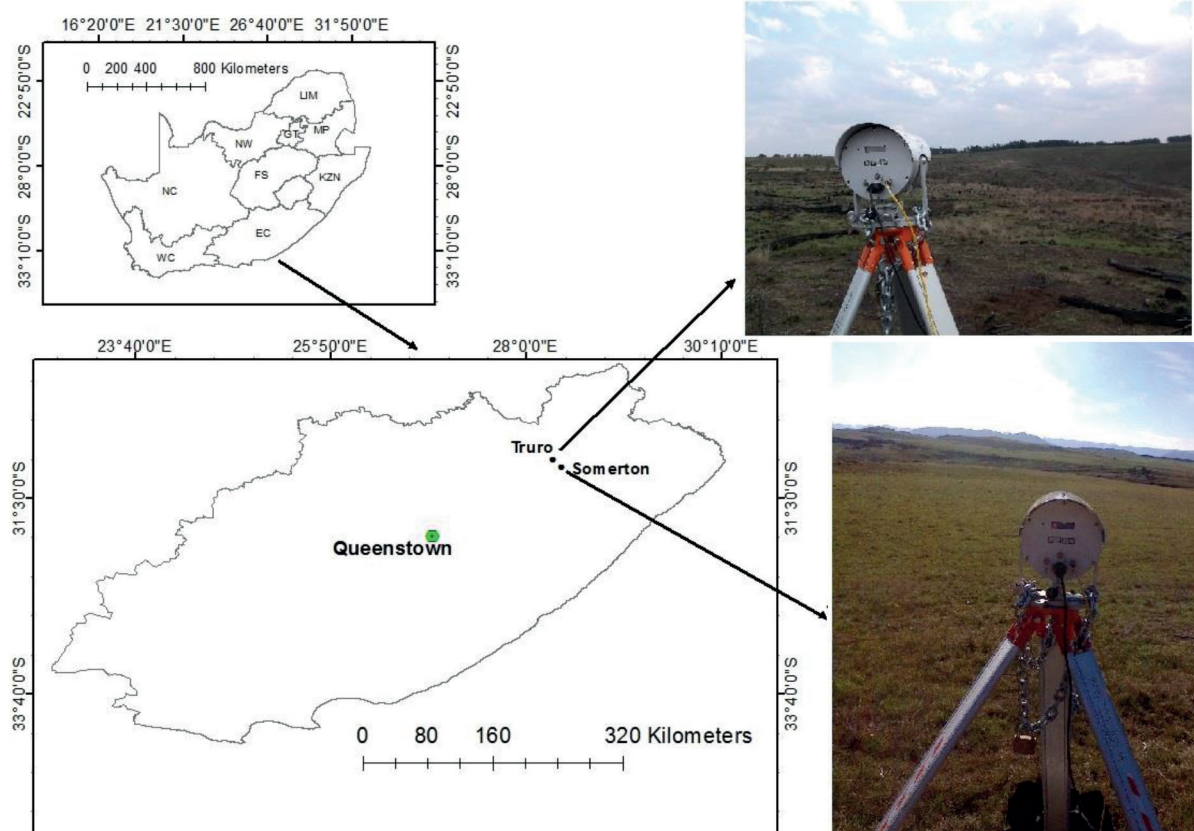 16°20'0"E 21°30'0"E 26°40'0"E 31°50'0"E
22°50'0"S
28°0'0"S
33°10'0"S
22°50'0"S
28°0'0"S
33°10'0"S
0 200 400 800 Kilometers
LIM
NW
GT
MP
NC
FS
KZN
EC
WC
23°40'0"E 25°50'0"E 28°0'0"E 30°10'0"E
31°30'0"S
33°40'0"S
31°30'0"S
33°40'0"S
Truro
Somerton
Queenstown
0 80 160 320 Kilometers